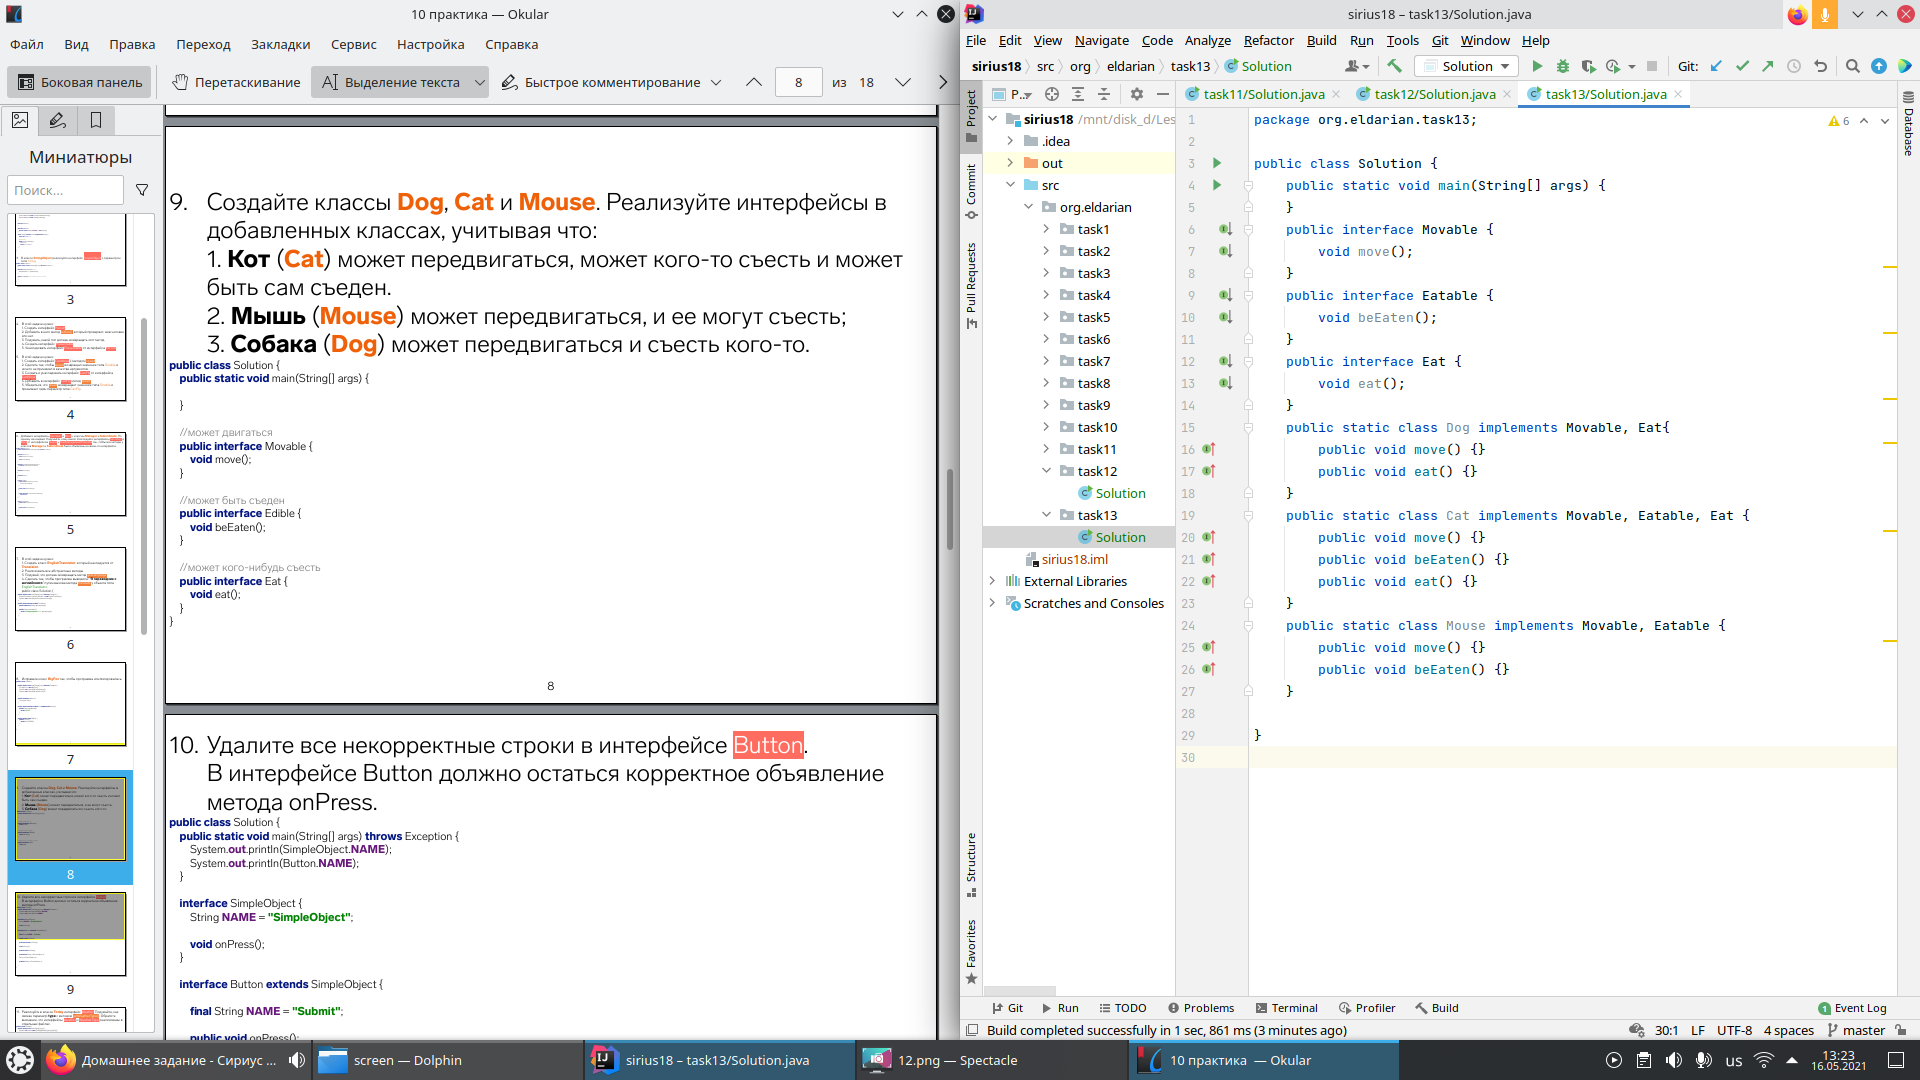 10 практика — Okular
Файл Вид Правка Переход Закладки Сервис Настройка Справка
Боковая панель Перетаскивание Выделение текста Быстрое комментирование 8 из 18
Миниатюры
Поиск...
3
4
5
6
7
8
9
9. Создайте классы Dog, Cat и Mouse. Реализуйте интерфейсы в
добавленных классах, учитывая что:
1. Кот (Cat) может передвигаться, может кого-то съесть и может
быть сам съеден.
2. Мышь (Mouse) может передвигаться, и ее могут съесть;
3. Собака (Dog) может передвигаться и съесть кого-то.
public class Solution {
public static void main(String[] args) {
}
//может двигаться
public interface Movable {
void move();
}
//может быть съеден
public interface Edible {
void beEaten();
}
//может кого-нибудь съесть
public interface Eat {
void eat();
}
}
8
10. Удалите все некорректные строки в интерфейсе Button.
В интерфейсе Button должно остаться корректное объявление
метода onPress.
public class Solution {
public static void main(String[] args) throws Exception {
System.out.println(SimpleObject.NAME);
System.out.println(Button.NAME);
}
interface SimpleObject {
String NAME = "SimpleObject";
void onPress();
}
interface Button extends SimpleObject {
final String NAME = "Submit";
public void onPress();
sirius18 – task13/Solution.java
File Edit View Navigate Code Analyze Refactor Build Run Tools Git Window Help
sirius18 src org eldarian task13 Solution Solution Git:
P.. task11/Solution.java task12/Solution.java task13/Solution.java
Project
Commit
Pull Requests
Structure
Favorites
Database
sirius18 /mnt/disk_d/Les
.idea
out
src
org.eldarian
task1
task2
task3
task4
task5
task6
task7
task8
task9
task10
task11
task12
Solution
task13
Solution
sirius18.iml
External Libraries
Scratches and Consoles
6
1 package org.eldarian.task13;
2
3 public class Solution {
4 public static void main(String[] args) {
5 }
6 public interface Movable {
7 void move();
8 }
9 public interface Eatable {
10 void beEaten();
11 }
12 public interface Eat {
13 void eat();
14 }
15 public static class Dog implements Movable, Eat{
16 public void move() {}
17 public void eat() {}
18 }
19 public static class Cat implements Movable, Eatable, Eat {
20 public void move() {}
21 public void beEaten() {}
22 public void eat() {}
23 }
24 public static class Mouse implements Movable, Eatable {
25 public void move() {}
26 public void beEaten() {}
27 }
28
29 }
30
Git Run TODO Problems Terminal Profiler Build 1 Event Log
Build completed successfully in 1 sec, 861 ms (3 minutes ago) 30:1 LF UTF-8 4 spaces master
Домашнее задание - Сириус ... screen — Dolphin sirius18 – task13/Solution.java 12.png — Spectacle 10 практика — Okular us 13:23
16.05.2021